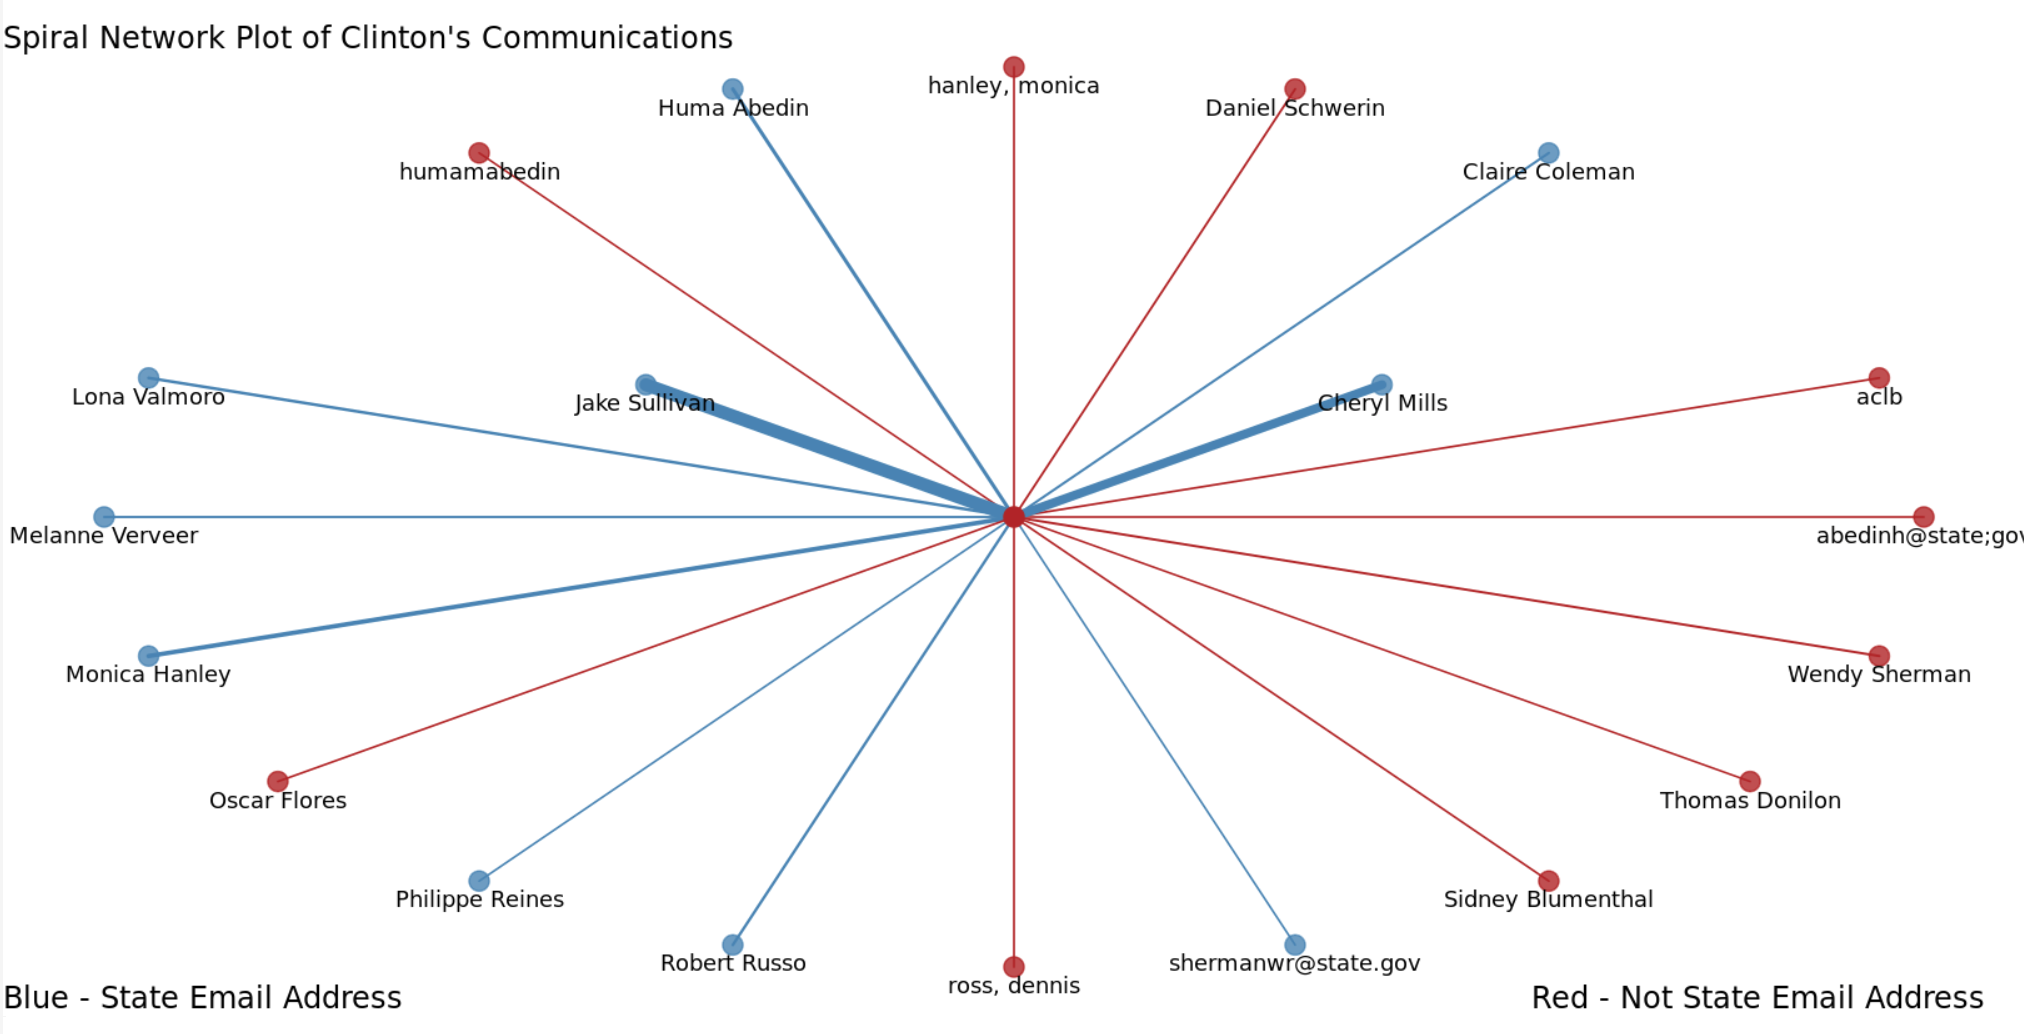 Spiral Network Plot of Clinton's Communications
hanley, monica
Huma Abedin
Daniel Schwerin
humamabedin
Claire Coleman
Lona Valmoro
Jake Sullivan
Cheryl Mills
aclb
Melanne Verveer
abedinh@state;gov
Monica Hanley
Wendy Sherman
Oscar Flores
Thomas Donilon
Philippe Reines
Sidney Blumenthal
Robert Russo
shermanwr@state.gov
ross, dennis
Blue - State Email Address
Red - Not State Email Address